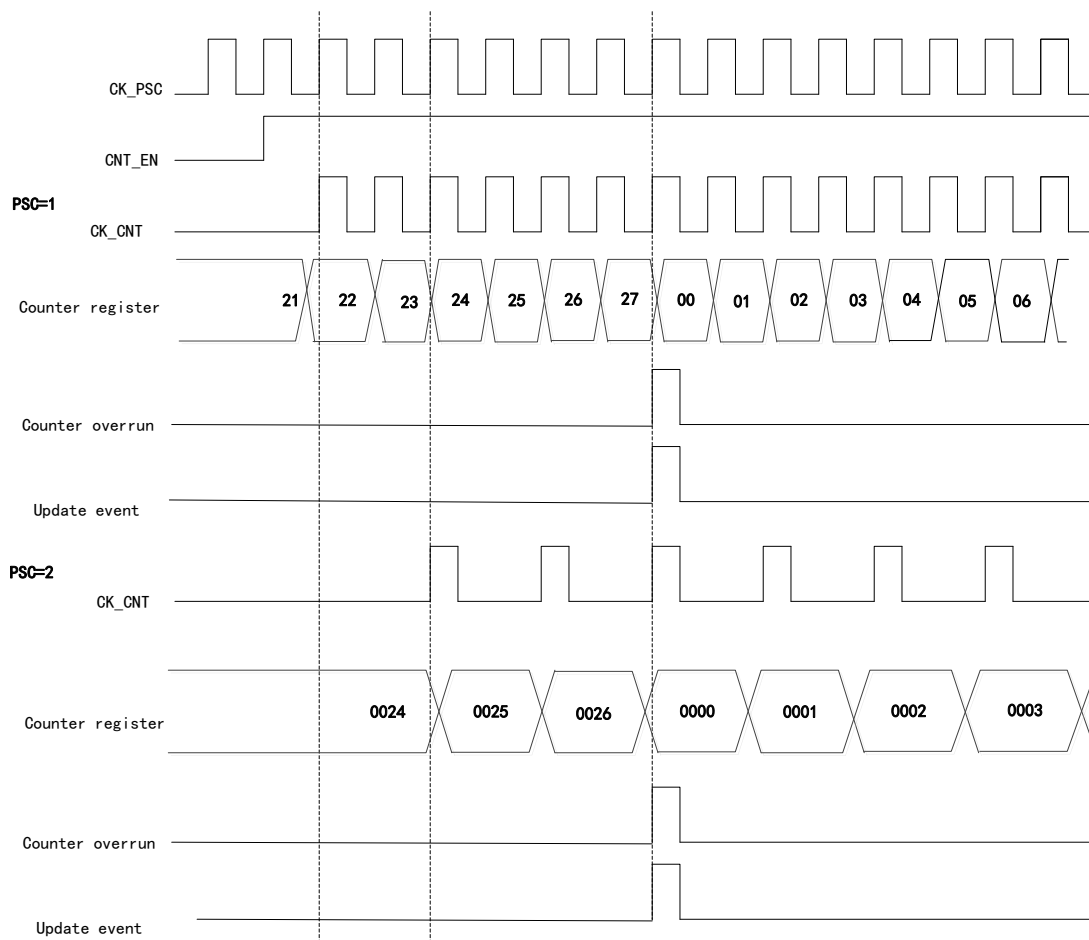 CK_PSC
CNT_EN
PSC=1
CK_CNT
Counter register 21 22 23 24 25 26 27 00 01 02 03 04 05 06
Counter overrun
Update event
PSC=2
CK_CNT
Counter register 0024 0025 0026 0000 0001 0002 0003
Counter overrun
Update event